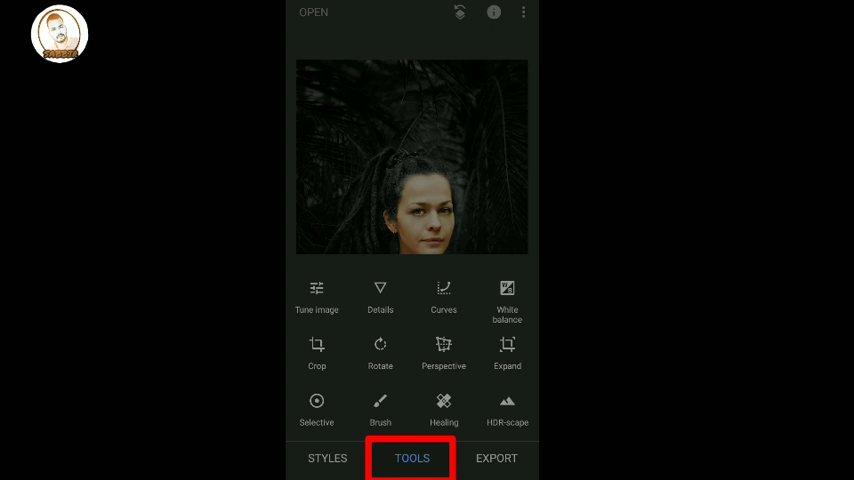 OPEN
SABBIR
Tune image
Details
Curves
White balance
Crop
Rotate
Perspective
Expand
Selective
Brush
Healing
HDR-scape
STYLES
TOOLS
EXPORT